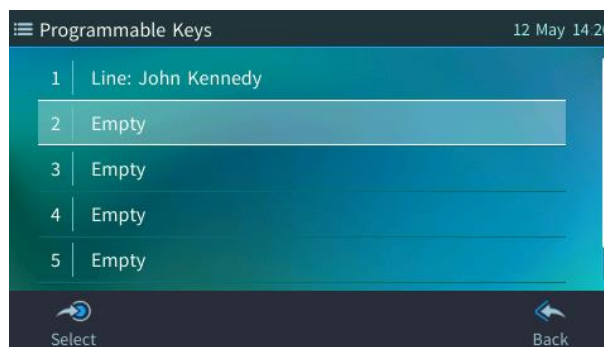 Programmable Keys 12 May 14:20
1 Line: John Kennedy
2 Empty
3 Empty
4 Empty
5 Empty
Select Back